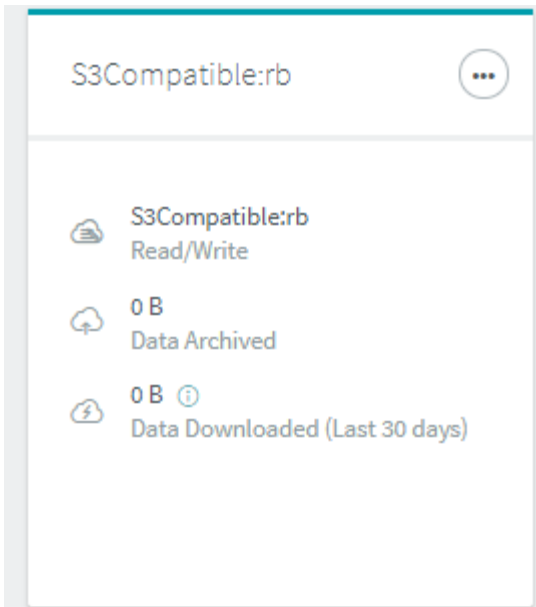 S3Compatible:rb
S3Compatible:rb
Read/Write
0 B
Data Archived
0 B
Data Downloaded (Last 30 days)